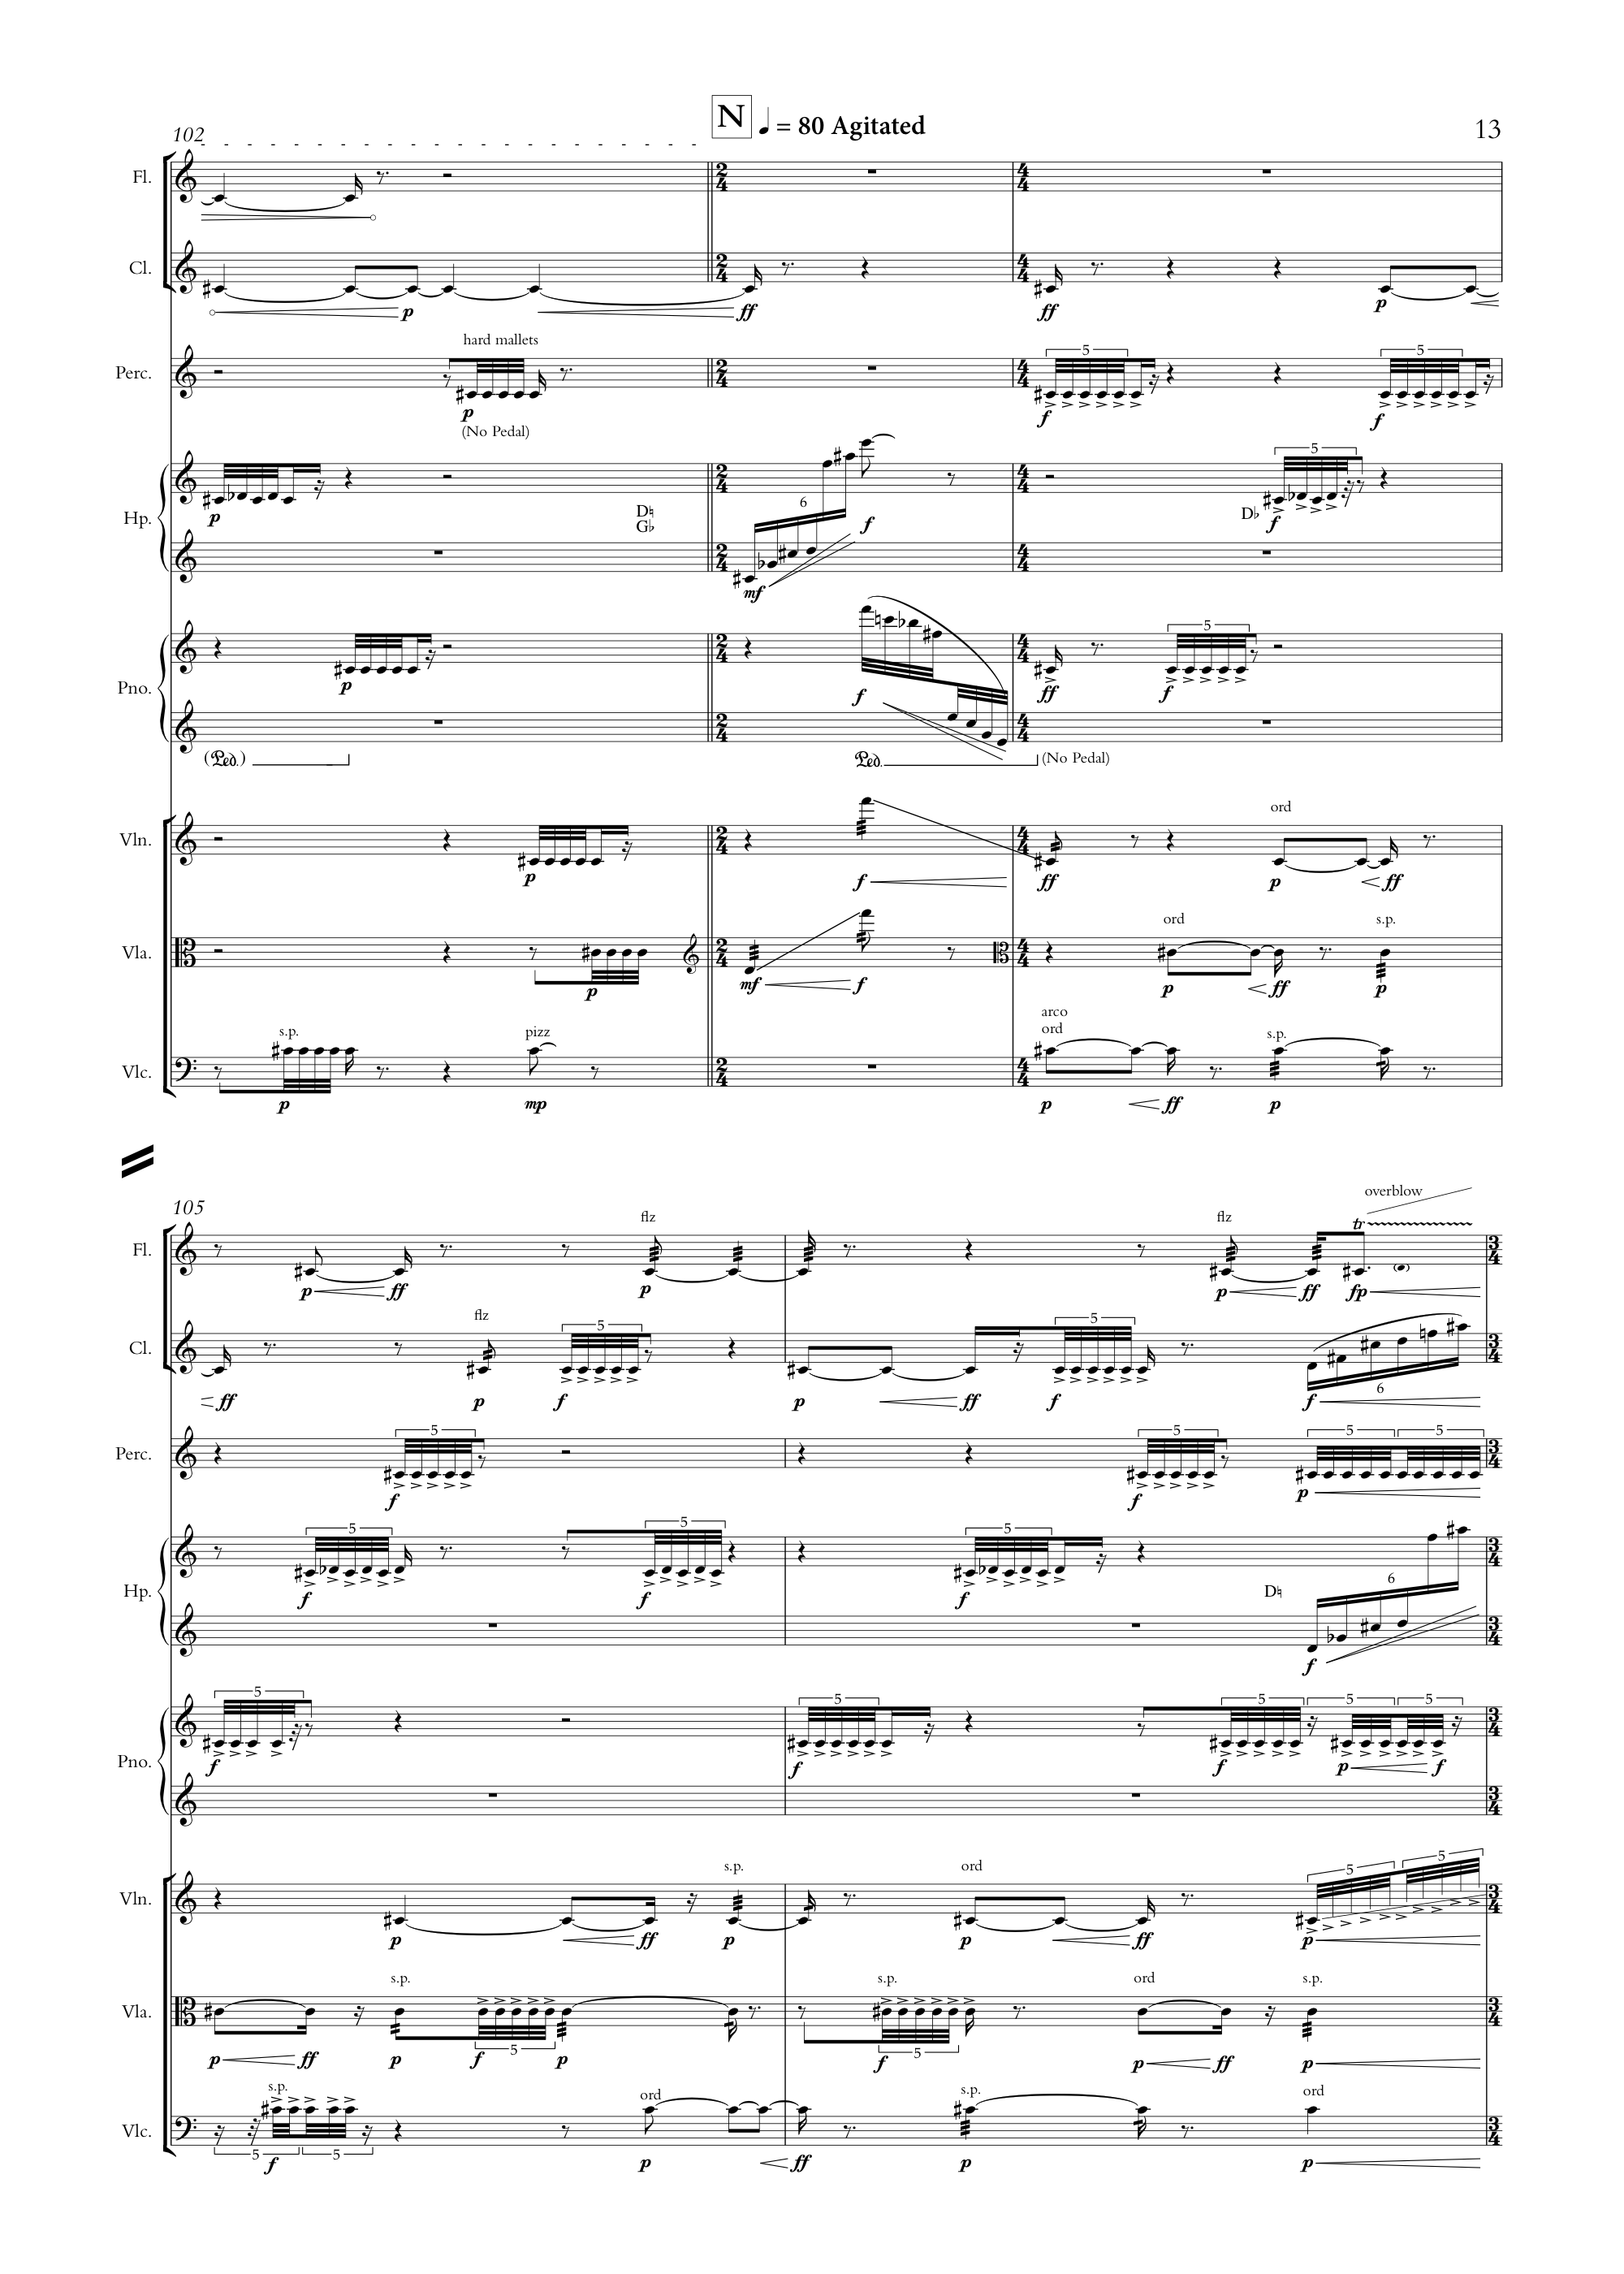 N ♩ = 80 Agitated
102
13
Fl.
Cl.
p
ff
ff
p
hard mallets
Perc.
5
5
p
f
f
(No Pedal)
Hp.
p
D♮
G♭
6
f
mf
5
D♭
f
Pno.
p
f
5
ff
f
(Ped.)
Ped.
(No Pedal)
ord
Vln.
p
f
ff
p
ff
ord
s.p.
Vla.
p
mf
f
p
ff
p
arco
s.p.
pizz
ord
s.p.
Vlc.
p
mp
p
ff
p
105
overblow
flz
flz
tr
Fl.
p
ff
p
p
ff
fp
flz
5
5
Cl.
6
ff
p
f
p
ff
f
f
5
5
5
5
Perc.
f
f
p
5
5
5
Hp.
f
f
f
D♮
6
f
5
5
5
5
5
Pno.
f
f
f
p
f
s.p.
ord
5
5
Vln.
p
ff
p
p
ff
p
s.p.
s.p.
ord
s.p.
Vla.
5
5
p
ff
p
f
p
f
p
ff
p
s.p.
ord
s.p.
ord
Vlc.
5
5
f
p
ff
p
p